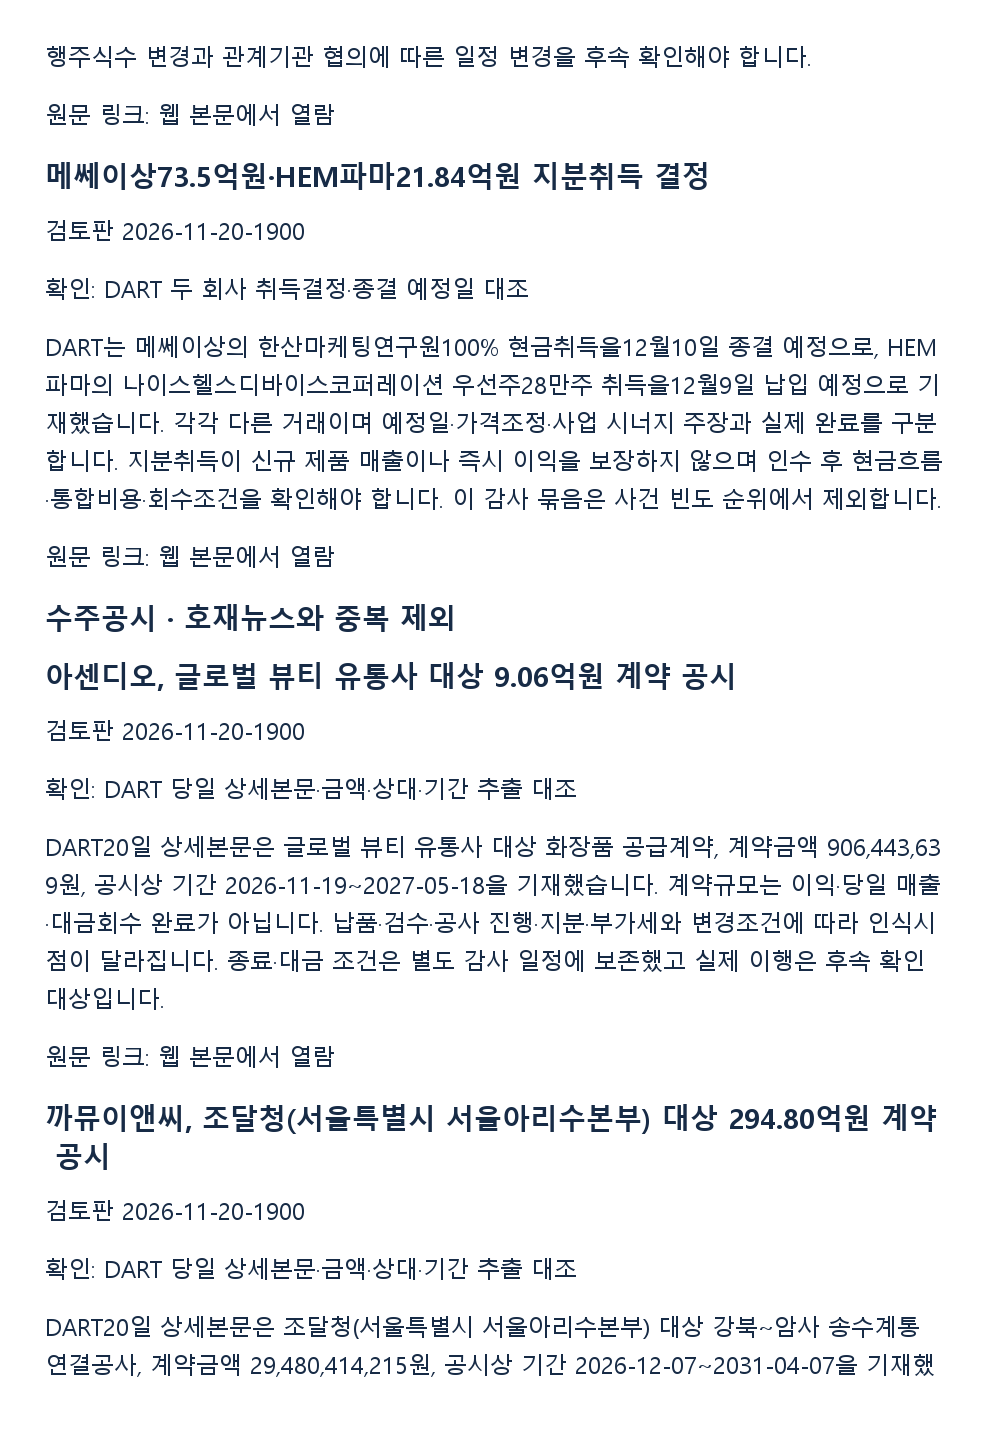 행주식수 변경과 관계기관 협의에 따른 일정 변경을 후속 확인해야 합니다.
원문 링크: 웹 본문에서 열람
메쎄이상73.5억원·HEM파마21.84억원 지분취득 결정
검토판 2026-11-20-1900
확인: DART 두 회사 취득결정·종결 예정일 대조
DART는 메쎄이상의 한산마케팅연구원100% 현금취득을12월10일 종결 예정으로, HEM
파마의 나이스헬스디바이스코퍼레이션 우선주28만주 취득을12월9일 납입 예정으로 기
재했습니다. 각각 다른 거래이며 예정일·가격조정·사업 시너지 주장과 실제 완료를 구분
합니다. 지분취득이 신규 제품 매출이나 즉시 이익을 보장하지 않으며 인수 후 현금흐름
·통합비용·회수조건을 확인해야 합니다. 이 감사 묶음은 사건 빈도 순위에서 제외합니다.
원문 링크: 웹 본문에서 열람
수주공시 · 호재뉴스와 중복 제외
아센디오, 글로벌 뷰티 유통사 대상 9.06억원 계약 공시
검토판 2026-11-20-1900
확인: DART 당일 상세본문·금액·상대·기간 추출 대조
DART20일 상세본문은 글로벌 뷰티 유통사 대상 화장품 공급계약, 계약금액 906,443,63
9원, 공시상 기간 2026-11-19~2027-05-18을 기재했습니다. 계약규모는 이익·당일 매출
·대금회수 완료가 아닙니다. 납품·검수·공사 진행·지분·부가세와 변경조건에 따라 인식시
점이 달라집니다. 종료·대금 조건은 별도 감사 일정에 보존했고 실제 이행은 후속 확인
대상입니다.
원문 링크: 웹 본문에서 열람
까뮤이앤씨, 조달청(서울특별시 서울아리수본부) 대상 294.80억원 계약
공시
검토판 2026-11-20-1900
확인: DART 당일 상세본문·금액·상대·기간 추출 대조
DART20일 상세본문은 조달청(서울특별시 서울아리수본부) 대상 강북~암사 송수계통
연결공사, 계약금액 29,480,414,215원, 공시상 기간 2026-12-07~2031-04-07을 기재했